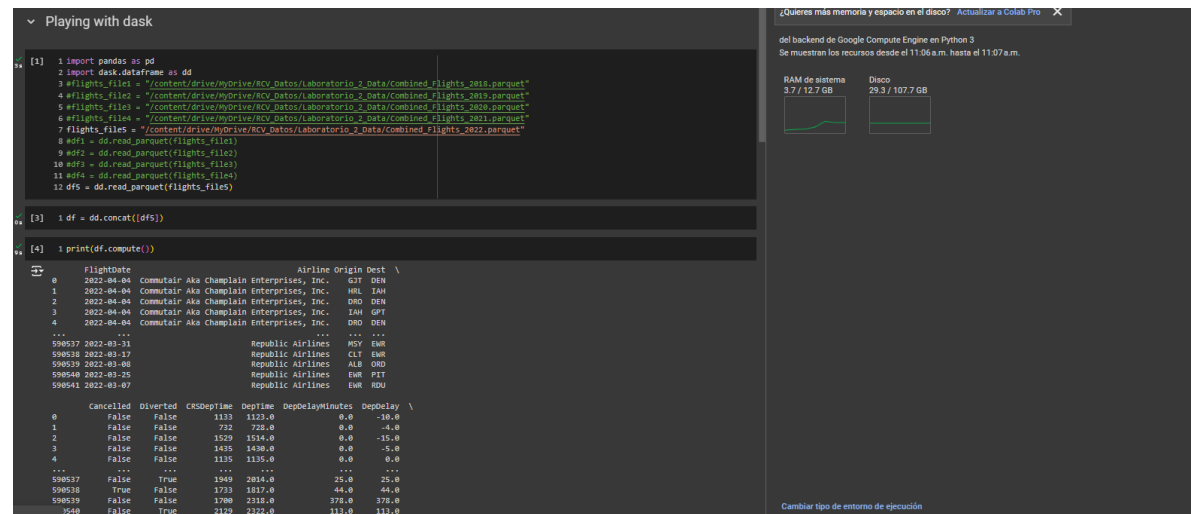 Playing with dask
[1] 1 import pandas as pd
3s 2 import dask.dataframe as dd
3 #flights_file1 = "/content/drive/MyDrive/RCV_Datos/Laboratorio_2_Data/Combined_Flights_2018.parquet"
4 #flights_file2 = "/content/drive/MyDrive/RCV_Datos/Laboratorio_2_Data/Combined_Flights_2019.parquet"
5 #flights_file3 = "/content/drive/MyDrive/RCV_Datos/Laboratorio_2_Data/Combined_Flights_2020.parquet"
6 #flights_file4 = "/content/drive/MyDrive/RCV_Datos/Laboratorio_2_Data/Combined_Flights_2021.parquet"
7 flights_file5 = "/content/drive/MyDrive/RCV_Datos/Laboratorio_2_Data/Combined_Flights_2022.parquet"
8 #df1 = dd.read_parquet(flights_file1)
9 #df2 = dd.read_parquet(flights_file2)
10 #df3 = dd.read_parquet(flights_file3)
11 #df4 = dd.read_parquet(flights_file4)
12 df5 = dd.read_parquet(flights_file5)
[3] 1 df = dd.concat([df5])
0s
[4] 1 print(df.compute())
9s
FlightDate Airline Origin Dest \
0 2022-04-04 Commutair Aka Champlain Enterprises, Inc. GJT DEN
1 2022-04-04 Commutair Aka Champlain Enterprises, Inc. HRL IAH
2 2022-04-04 Commutair Aka Champlain Enterprises, Inc. DRO DEN
3 2022-04-04 Commutair Aka Champlain Enterprises, Inc. IAH GPT
4 2022-04-04 Commutair Aka Champlain Enterprises, Inc. DRO DEN
... ... ... ... ...
590537 2022-03-31 Republic Airlines MSY EWR
590538 2022-03-17 Republic Airlines CLT EWR
590539 2022-03-08 Republic Airlines ALB ORD
590540 2022-03-25 Republic Airlines EWR PIT
590541 2022-03-07 Republic Airlines EWR RDU
Cancelled Diverted CRSDepTime DepTime DepDelayMinutes DepDelay \
0 False False 1133 1123.0 0.0 -10.0
1 False False 732 728.0 0.0 -4.0
2 False False 1529 1514.0 0.0 -15.0
3 False False 1435 1430.0 0.0 -5.0
4 False False 1135 1135.0 0.0 0.0
... ... ... ... ... ... ...
590537 False True 1949 2014.0 25.0 25.0
590538 True False 1733 1817.0 44.0 44.0
590539 False False 1700 2318.0 378.0 378.0
590540 False True 2129 2322.0 113.0 113.0
¿Quieres más memoria y espacio en el disco? Actualizar a Colab Pro X
del backend de Google Compute Engine en Python 3
Se muestran los recursos desde el 11:06 a.m. hasta el 11:07 a.m.
RAM de sistema Disco
3.7 / 12.7 GB 29.3 / 107.7 GB
Cambiar tipo de entorno de ejecución